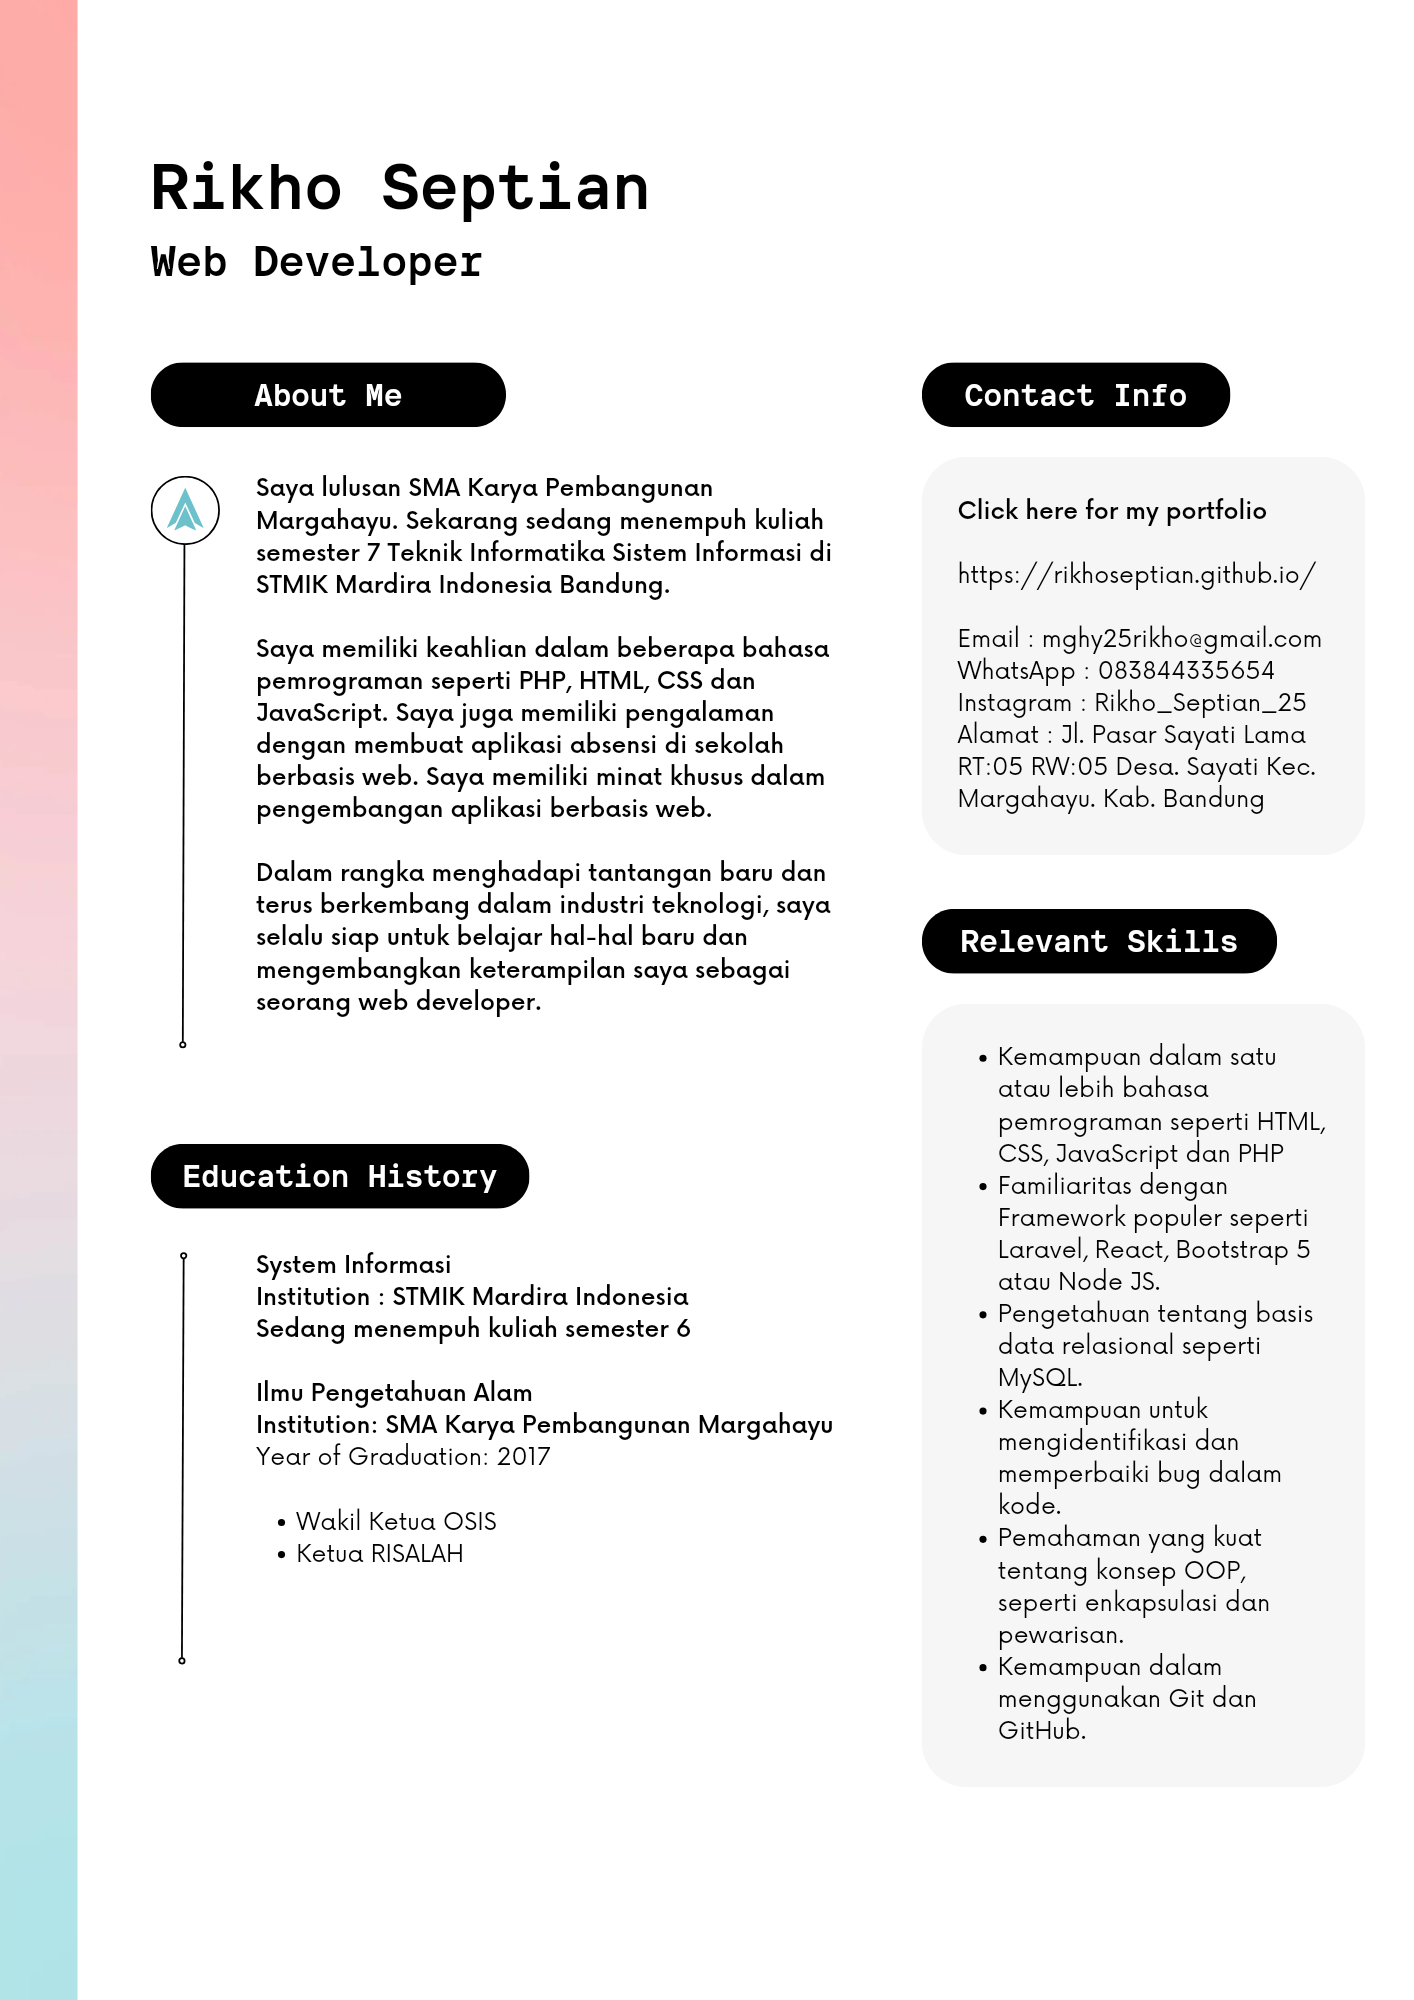 Rikho Septian
Web Developer
About Me
Saya lulusan SMA Karya Pembangunan
Margahayu. Sekarang sedang menempuh kuliah
semester 7 Teknik Informatika Sistem Informasi di
STMIK Mardira Indonesia Bandung.
Saya memiliki keahlian dalam beberapa bahasa
pemrograman seperti PHP, HTML, CSS dan
JavaScript. Saya juga memiliki pengalaman
dengan membuat aplikasi absensi di sekolah
berbasis web. Saya memiliki minat khusus dalam
pengembangan aplikasi berbasis web.
Dalam rangka menghadapi tantangan baru dan
terus berkembang dalam industri teknologi, saya
selalu siap untuk belajar hal-hal baru dan
mengembangkan keterampilan saya sebagai
seorang web developer.
Education History
System Informasi
Institution : STMIK Mardira Indonesia
Sedang menempuh kuliah semester 6
Ilmu Pengetahuan Alam
Institution: SMA Karya Pembangunan Margahayu
Year of Graduation: 2017
• Wakil Ketua OSIS
• Ketua RISALAH
Contact Info
Click here for my portfolio
https://rikhoseptian.github.io/
Email : mghy25rikho@gmail.com
WhatsApp : 083844335654
Instagram : Rikho_Septian_25
Alamat : Jl. Pasar Sayati Lama
RT:05 RW:05 Desa. Sayati Kec.
Margahayu. Kab. Bandung
Relevant Skills
• Kemampuan dalam satu
atau lebih bahasa
pemrograman seperti HTML,
CSS, JavaScript dan PHP
• Familiaritas dengan
Framework populer seperti
Laravel, React, Bootstrap 5
atau Node JS.
• Pengetahuan tentang basis
data relasional seperti
MySQL.
• Kemampuan untuk
mengidentifikasi dan
memperbaiki bug dalam
kode.
• Pemahaman yang kuat
tentang konsep OOP,
seperti enkapsulasi dan
pewarisan.
• Kemampuan dalam
menggunakan Git dan
GitHub.